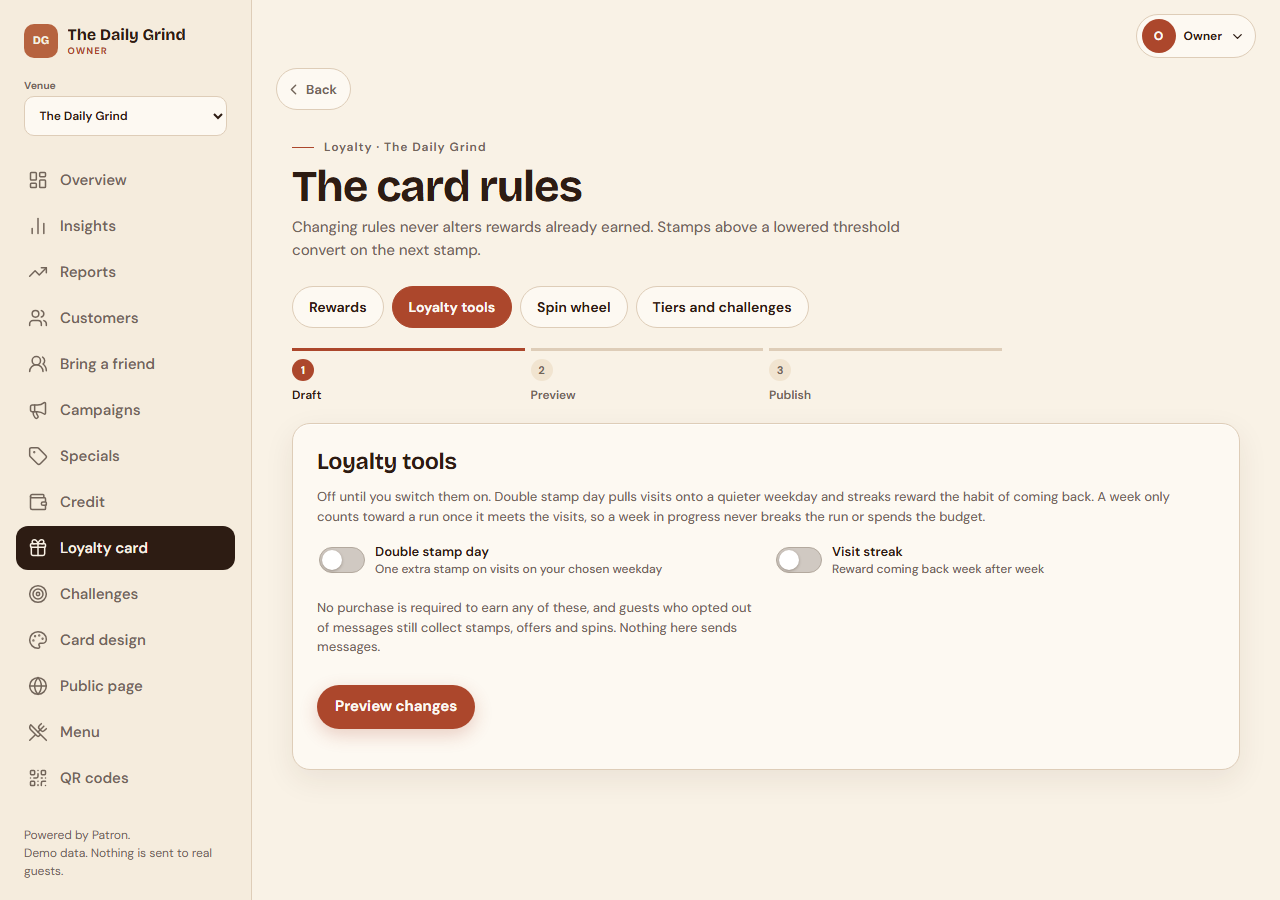 DG
The Daily Grind
OWNER
Venue
The Daily Grind
Overview
Insights
Reports
Customers
Bring a friend
Campaigns
Specials
Credit
Loyalty card
Challenges
Card design
Public page
Menu
QR codes
Powered by Patron.
Demo data. Nothing is sent to real
guests.
O
Owner
Back
Loyalty · The Daily Grind
The card rules
Changing rules never alters rewards already earned. Stamps above a lowered threshold
convert on the next stamp.
Rewards
Loyalty tools
Spin wheel
Tiers and challenges
1
Draft
2
Preview
3
Publish
Loyalty tools
Off until you switch them on. Double stamp day pulls visits onto a quieter weekday and streaks reward the habit of coming back. A week only
counts toward a run once it meets the visits, so a week in progress never breaks the run or spends the budget.
Double stamp day
One extra stamp on visits on your chosen weekday
Visit streak
Reward coming back week after week
No purchase is required to earn any of these, and guests who opted out
of messages still collect stamps, offers and spins. Nothing here sends
messages.
Preview changes